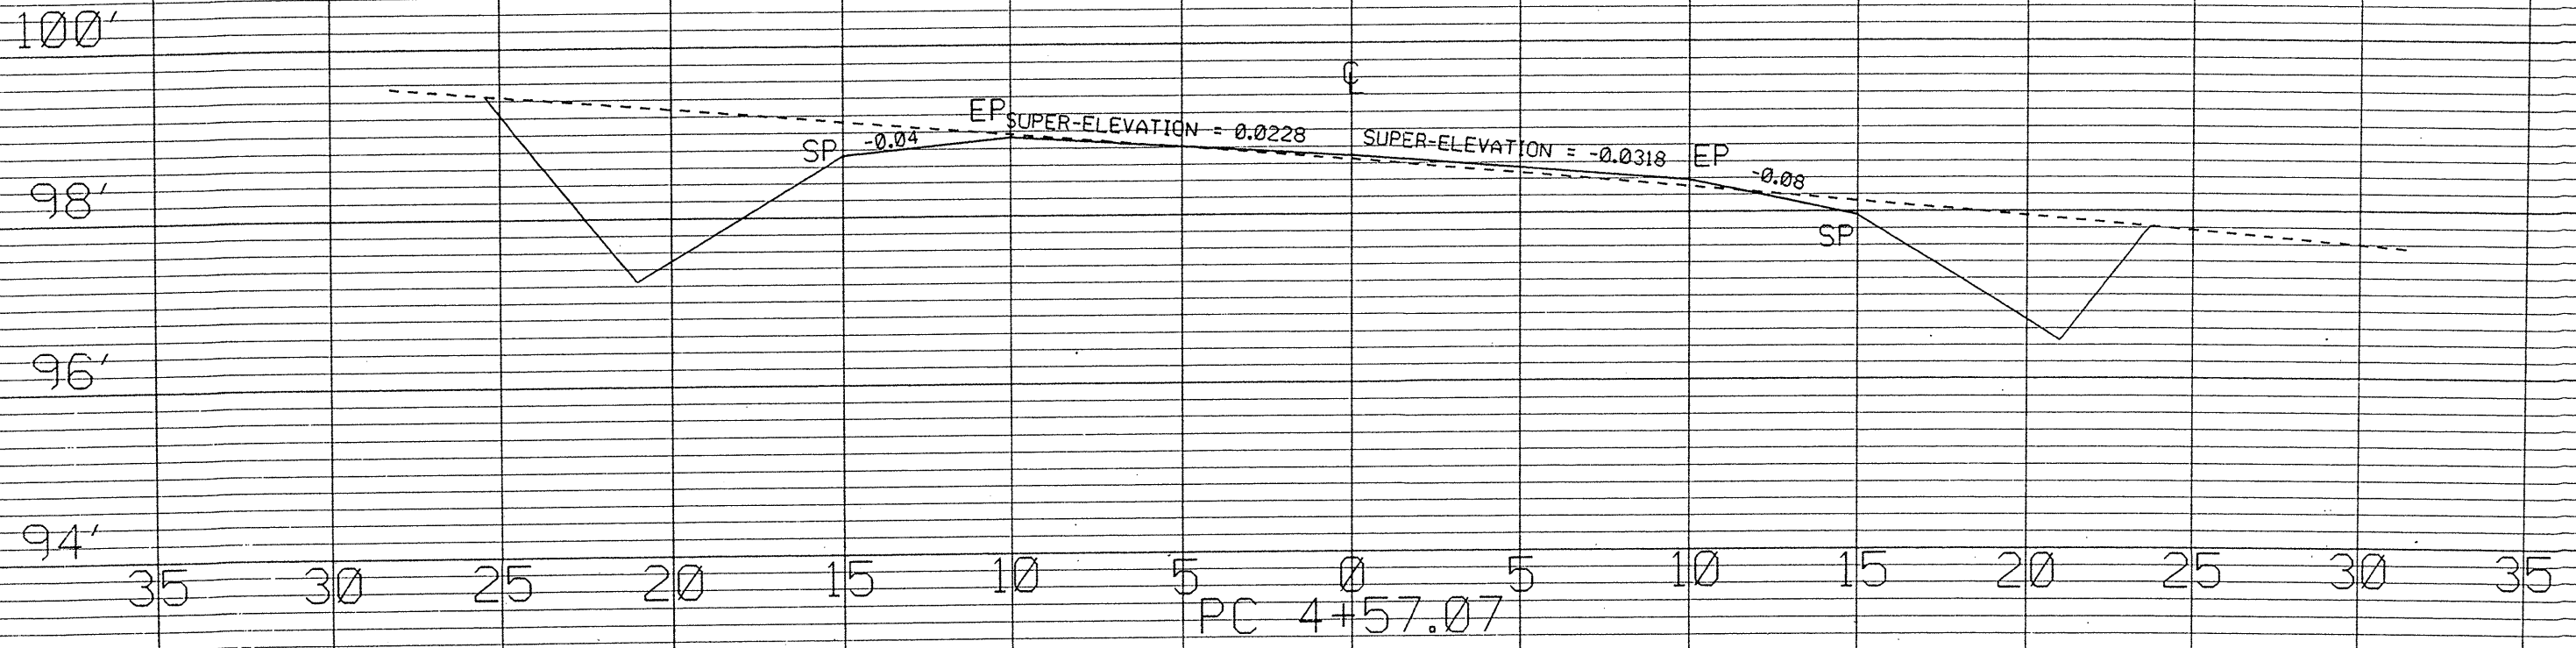 100′
℄
EP SUPER-ELEVATION = 0.0228 SUPER-ELEVATION = -0.0318 EP
SP -0.04
-0.08
98′
SP
96′
94′
35 30 25 20 15 10 5 0 5 10 15 20 25 30 35
PC 4+57.07